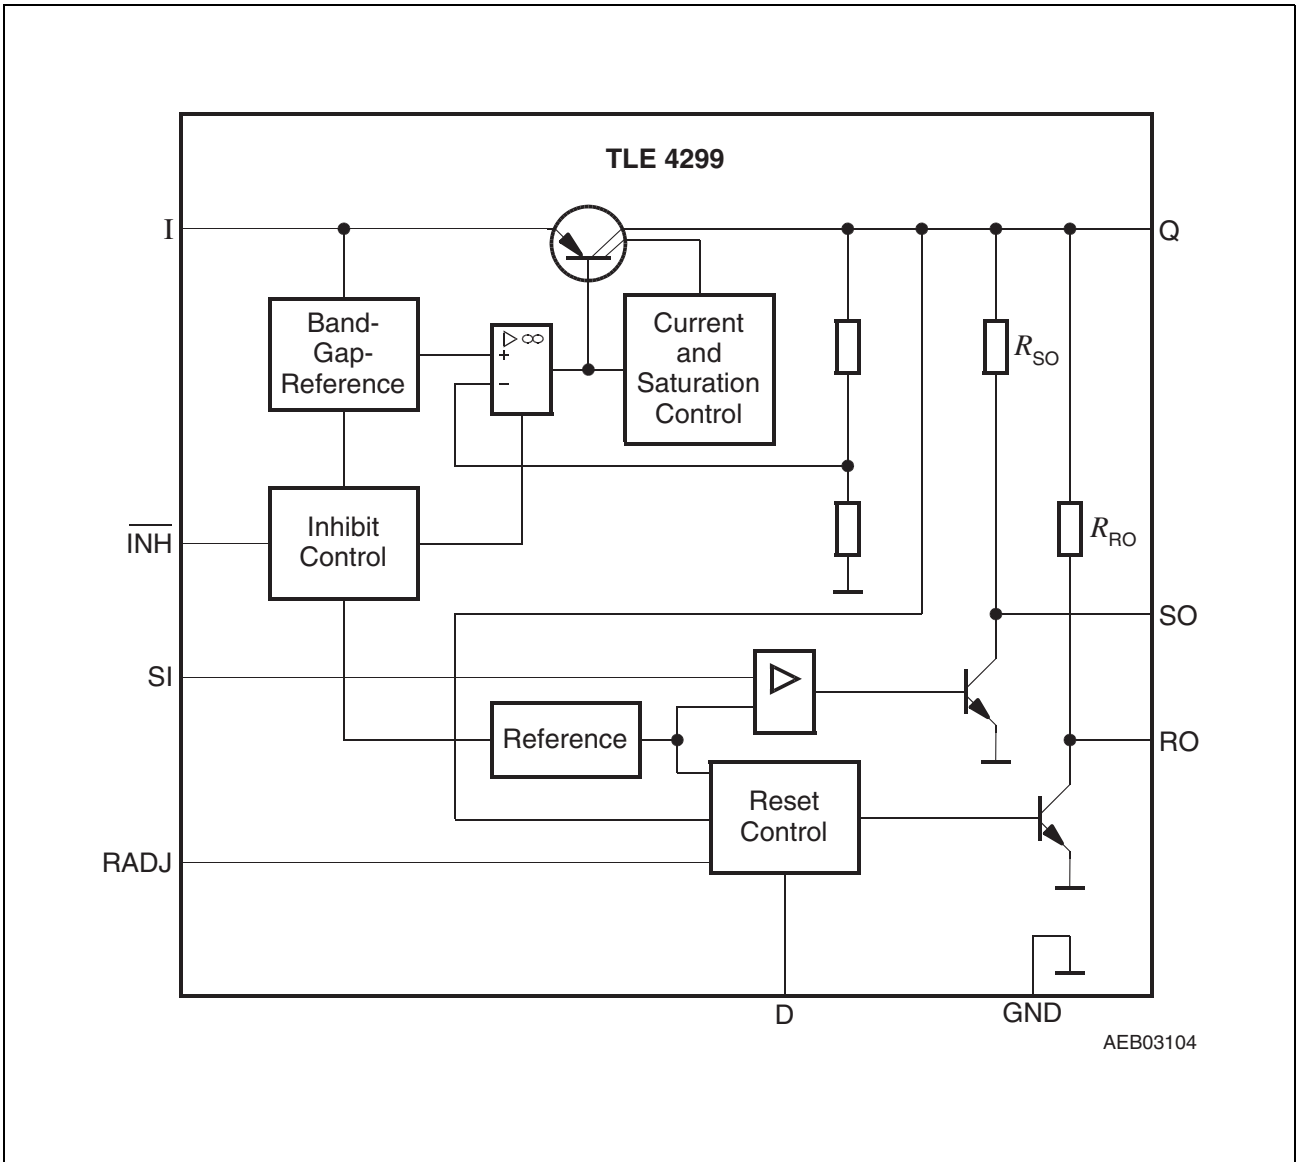 TLE 4299
I
Q
Band-
Gap-
Reference
▷ ∞
+
−
Current
and
Saturation
Control
RSO
INH
Inhibit
Control
RRO
SO
SI
Reference
RO
Reset
Control
RADJ
D
GND
AEB03104